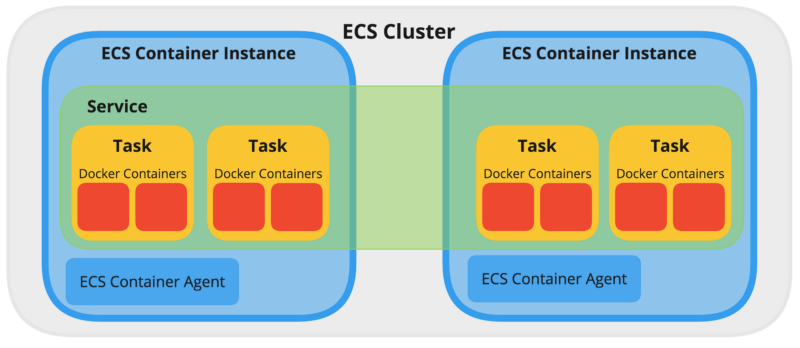 ECS Cluster
ECS Container Instance
ECS Container Instance
Service
Task
Task
Task
Task
Docker Containers
Docker Containers
Docker Containers
Docker Containers
ECS Container Agent
ECS Container Agent